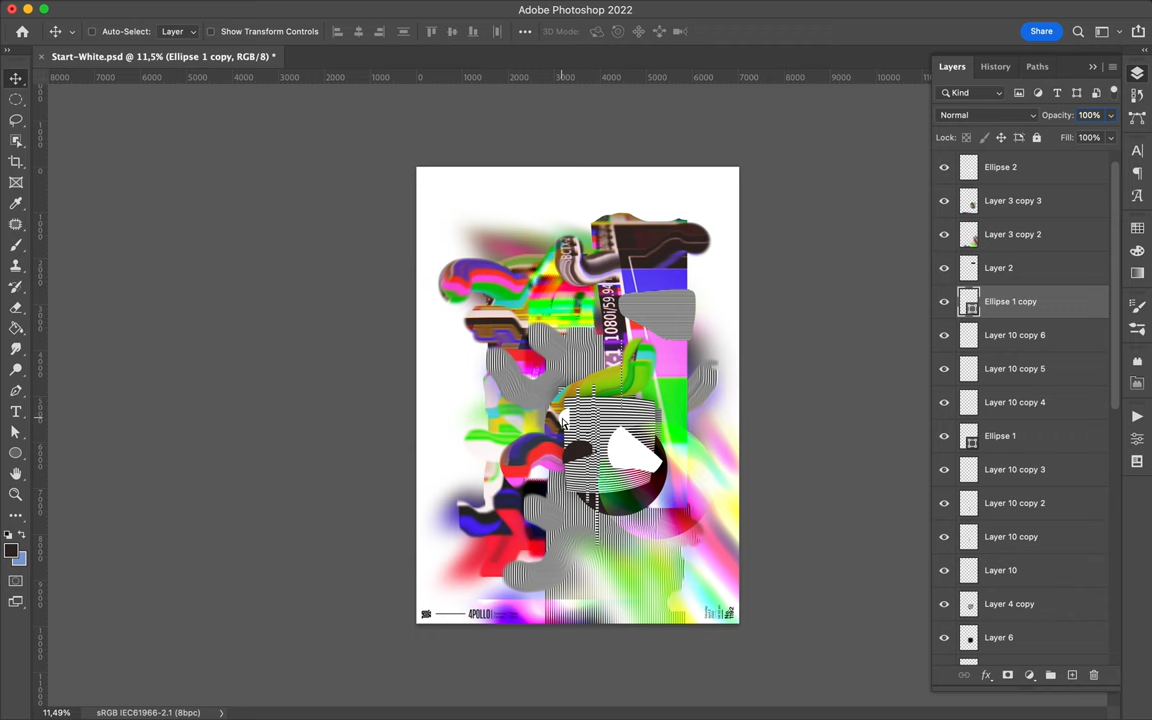 Adobe Photoshop 2022
Auto-Select: Layer Show Transform Controls 3D Mode: Share
Start-White.psd @ 11,5% (Ellipse 1 copy, RGB/8) *
8000 7000 6000 5000 4000 3000 2000 1000 0 1000 2000 3000 4000 5000 6000 7000 8000 9000 10000
Layers History Paths
Kind
Normal Opacity: 100%
Lock: Fill: 100%
Ellipse 2
Layer 3 copy 3
Layer 3 copy 2
Layer 2
Ellipse 1 copy
Layer 10 copy 6
Layer 10 copy 5
Layer 10 copy 4
Ellipse 1
Layer 10 copy 3
Layer 10 copy 2
Layer 10 copy
Layer 10
Layer 4 copy
Layer 6
1080i/59.94
4POLLO
11,49% sRGB IEC61966-2.1 (8bpc)